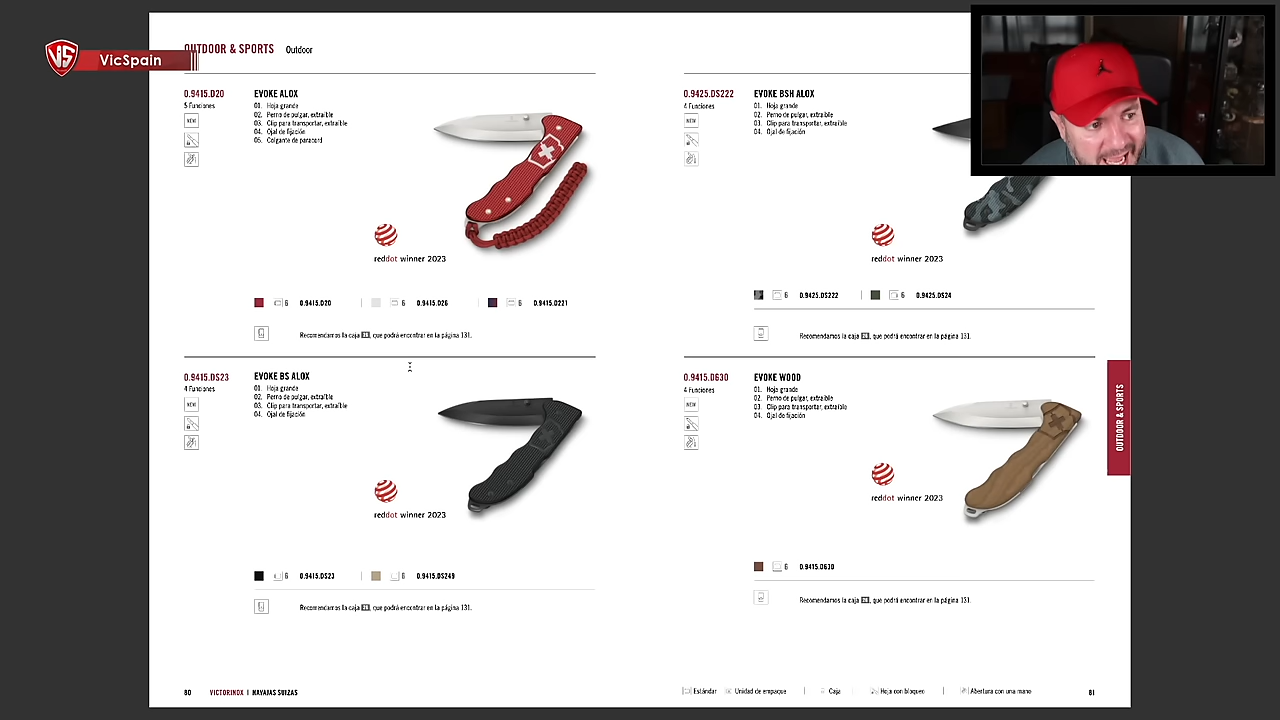 VS VicSpain
OUTDOOR & SPORTS Outdoor
0.9415.D20
5 Funciones
NEW
EVOKE ALOX
01. Hoja grande
02. Perno de pulgar, extraíble
03. Clip para transportar, extraíble
04. Ojal de fijación
05. Colgante de paracord
reddot winner 2023
6 0.9415.D20 | 6 0.9415.D26 | 6 0.9415.D221
Recomendamos la caja, que podrá encontrar en la página 131.
0.9415.DS23
4 Funciones
NEW
EVOKE BS ALOX
01. Hoja grande
02. Perno de pulgar, extraíble
03. Clip para transportar, extraíble
04. Ojal de fijación
reddot winner 2023
6 0.9415.DS23 | 6 0.9415.DS249
Recomendamos la caja, que podrá encontrar en la página 131.
80 VICTORINOX | NAVAJAS SUIZAS
0.9425.DS222
4 Funciones
NEW
EVOKE BSH ALOX
01. Hoja grande
02. Perno de pulgar, extraíble
03. Clip para transportar, extraíble
04. Ojal de fijación
reddot winner 2023
6 0.9425.DS222 | 6 0.9425.DS24
Recomendamos la caja, que podrá encontrar en la página 131.
0.9415.D630
4 Funciones
NEW
EVOKE WOOD
01. Hoja grande
02. Perno de pulgar, extraíble
03 Clip para transportar, extraíble
04. Ojal de fijación
reddot winner 2023
6 0.9415.D630
Recomendamos la caja, que podrá encontrar en la página 131.
OUTDOOR & SPORTS
Estándar Unidad de empaque | Caja Hoja con bloqueo | Abertura con una mano
81